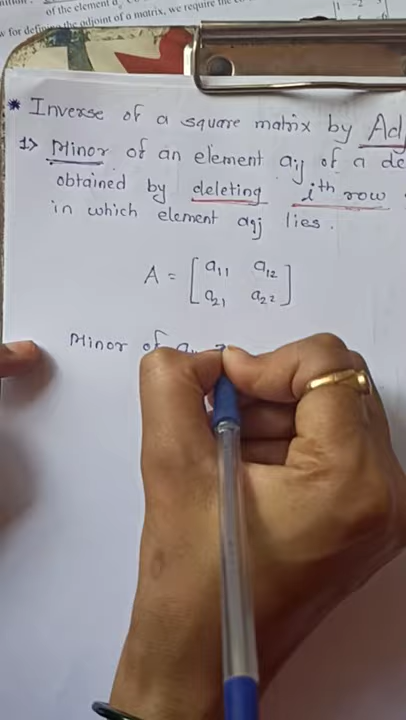 of the element a
for defining the adjoint of a matrix, we require the
* Inverse of a square matrix by Adj
1> Minor of an element aij of a de
obtained by deleting ith row
in which element aij lies.
A = [a11 a12
a21 a22]
Minor of a